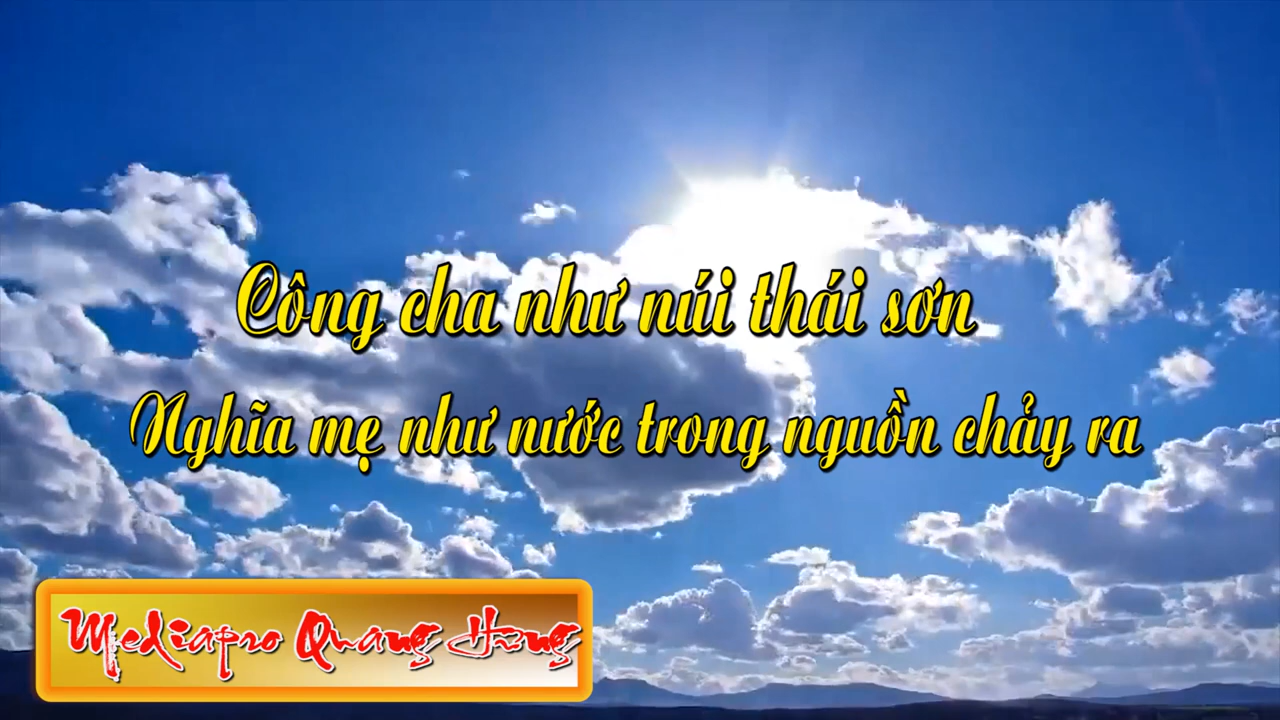 Công cha như núi thái sơn
Nghĩa mẹ như nước trong nguồn chảy ra
Mediapro Quang Hưng